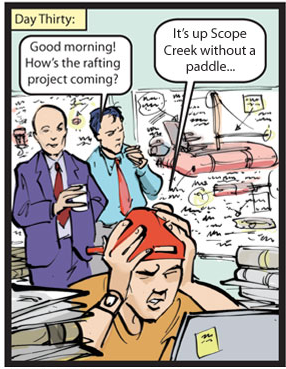 Day Thirty:
Good morning!
How's the rafting
project coming?
It's up Scope
Creek without a
paddle...